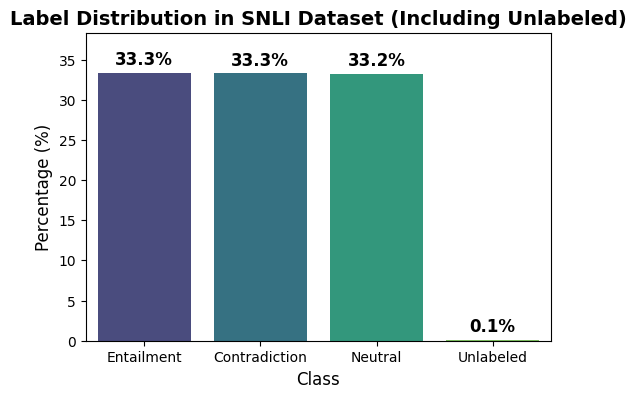 Label Distribution in SNLI Dataset (Including Unlabeled)
33.3%
33.3%
33.2%
0.1%
35
30
25
20
15
10
5
0
Percentage (%)
Entailment
Contradiction
Neutral
Unlabeled
Class